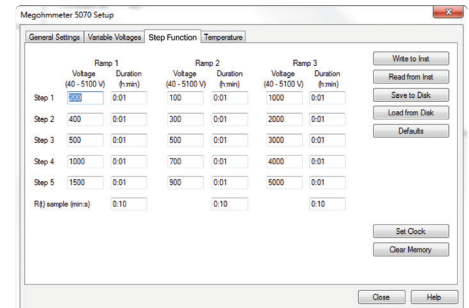 Megohmmeter 5070 Setup
General Settings Variable Voltages Step Function Temperature
Ramp 1 Ramp 2 Ramp 3
Voltage Duration Voltage Duration Voltage Duration
(40 - 5100 V) (h:min) (40 - 5100 V) (h:min) (40 - 5100 V) (h:min)
Step 1 0:01 100 0:01 1000 0:01
Step 2 400 0:01 300 0:01 2000 0:01
Step 3 500 0:01 500 0:01 3000 0:01
Step 4 1000 0:01 700 0:01 4000 0:01
Step 5 1500 0:01 900 0:01 5000 0:01
R(t) sample (min:s) 0:10 0:10 0:10
Write to Inst
Read from Inst
Save to Disk
Load from Disk
Defaults
Set Clock
Clear Memory
Close Help